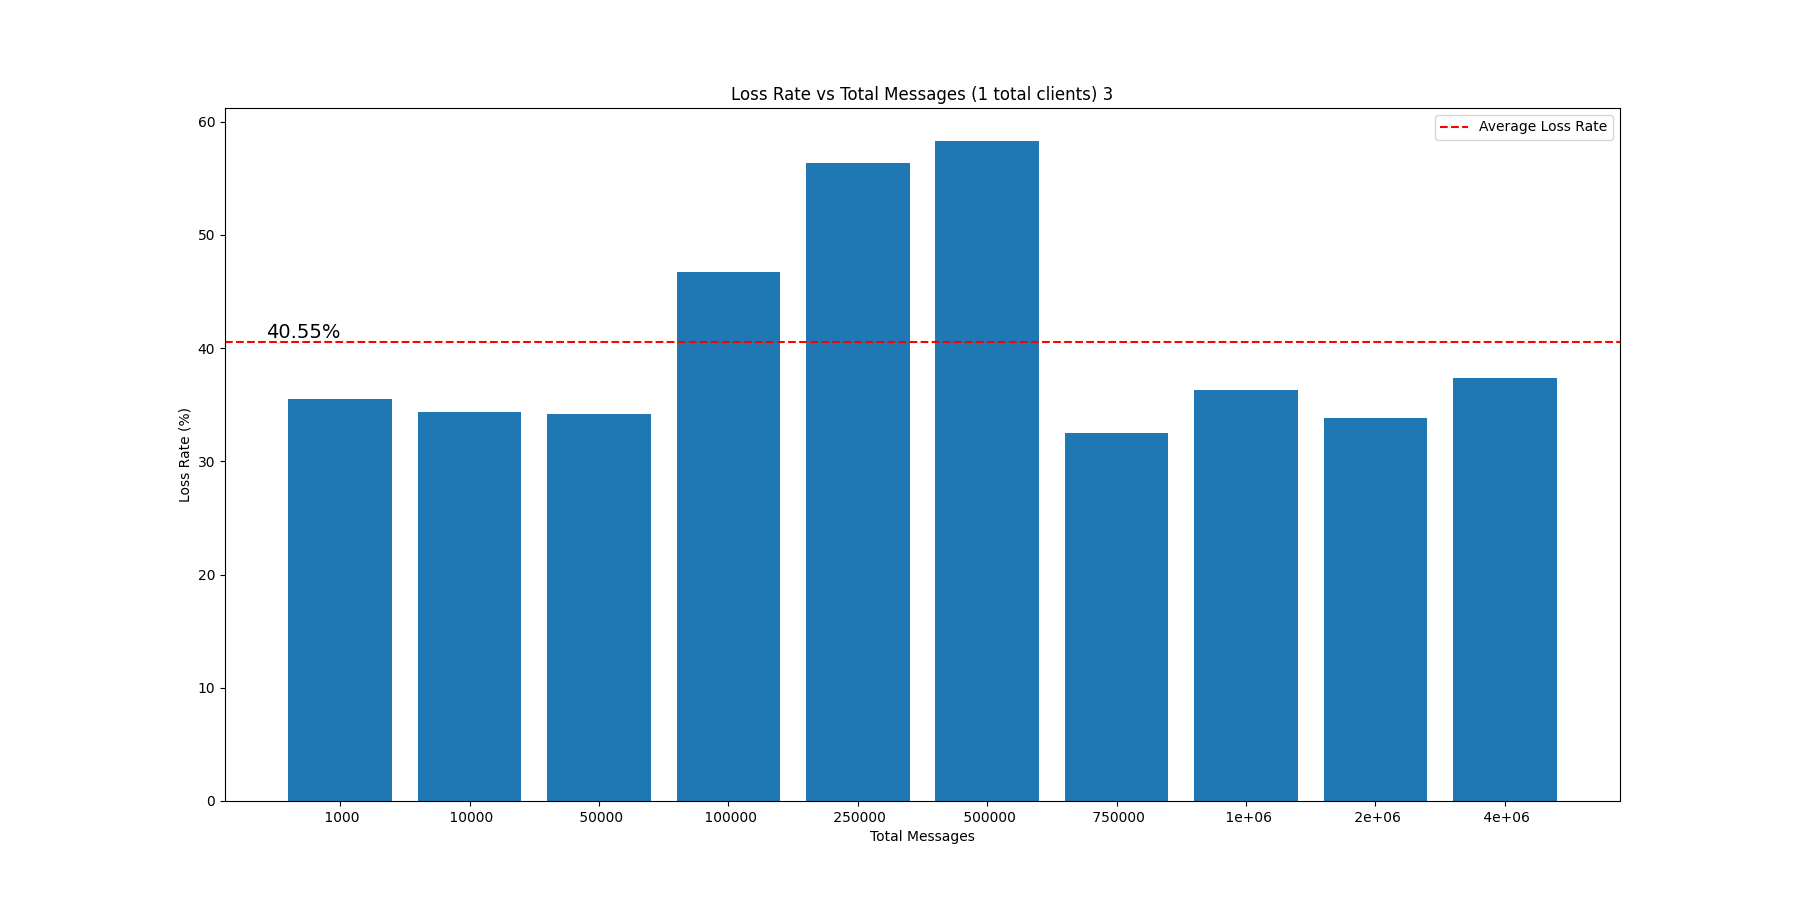 Loss Rate vs Total Messages (1 total clients) 3
Average Loss Rate
60
50
40
30
20
10
0
40.55%
Loss Rate (%)
1000 10000 50000 100000 250000 500000 750000 1e+06 2e+06 4e+06
Total Messages